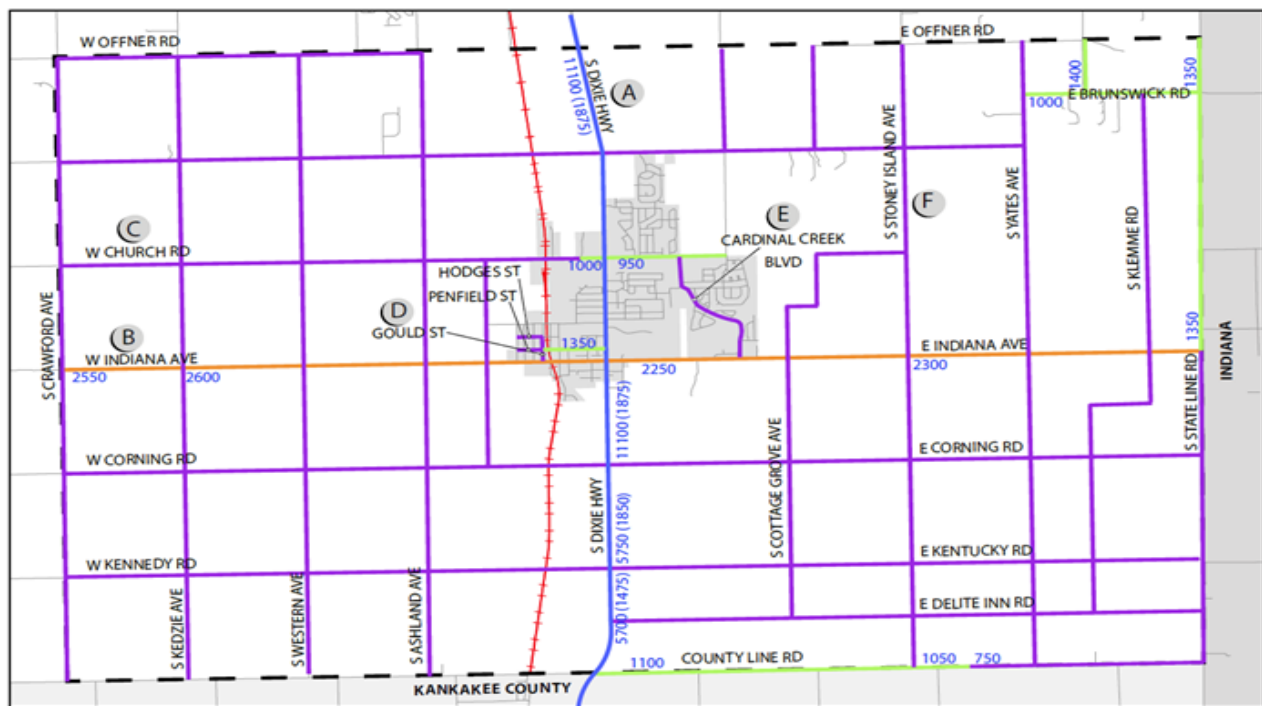 W OFFNER RD
E OFFNER RD
S DIXIE HWY
11100 (1875)
A
1400
1350
1000
E BRUNSWICK RD
S STONEY ISLAND AVE
S YATES AVE
S KLEMME RD
F
E
C
CARDINAL CREEK
BLVD
W CHURCH RD
1000
950
HODGES ST
PENFIELD ST
GOULD ST
D
B
S CRAWFORD AVE
1350
1350
W INDIANA AVE
E INDIANA AVE
2550
2600
2250
2300
INDIANA
S STATE LINE RD
11100 (1875)
W CORNING RD
E CORNING RD
S DIXIE HWY
5750 (1850)
S COTTAGE GROVE AVE
W KENNEDY RD
E KENTUCKY RD
S KEDZIE AVE
S WESTERN AVE
S ASHLAND AVE
5700 (1475)
E DELITE INN RD
1100
COUNTY LINE RD
1050
750
KANKAKEE COUNTY